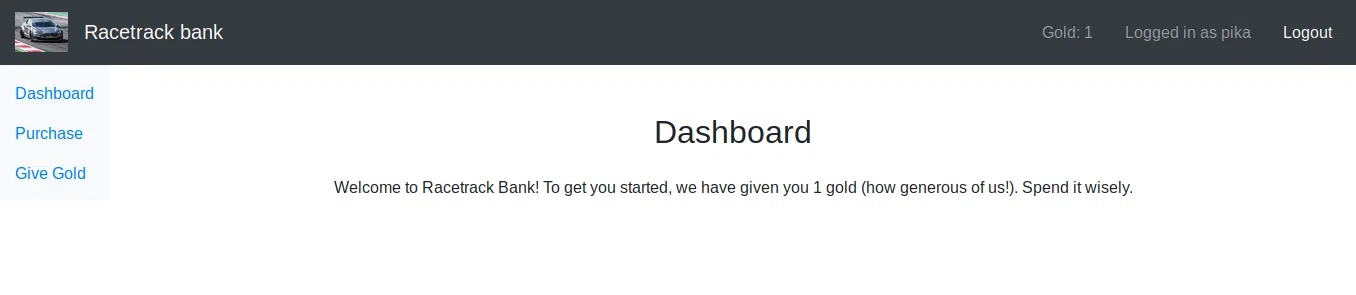 Racetrack bank
Gold: 1 Logged in as pika Logout
Dashboard
Purchase
Give Gold
Dashboard
Welcome to Racetrack Bank! To get you started, we have given you 1 gold (how generous of us!). Spend it wisely.